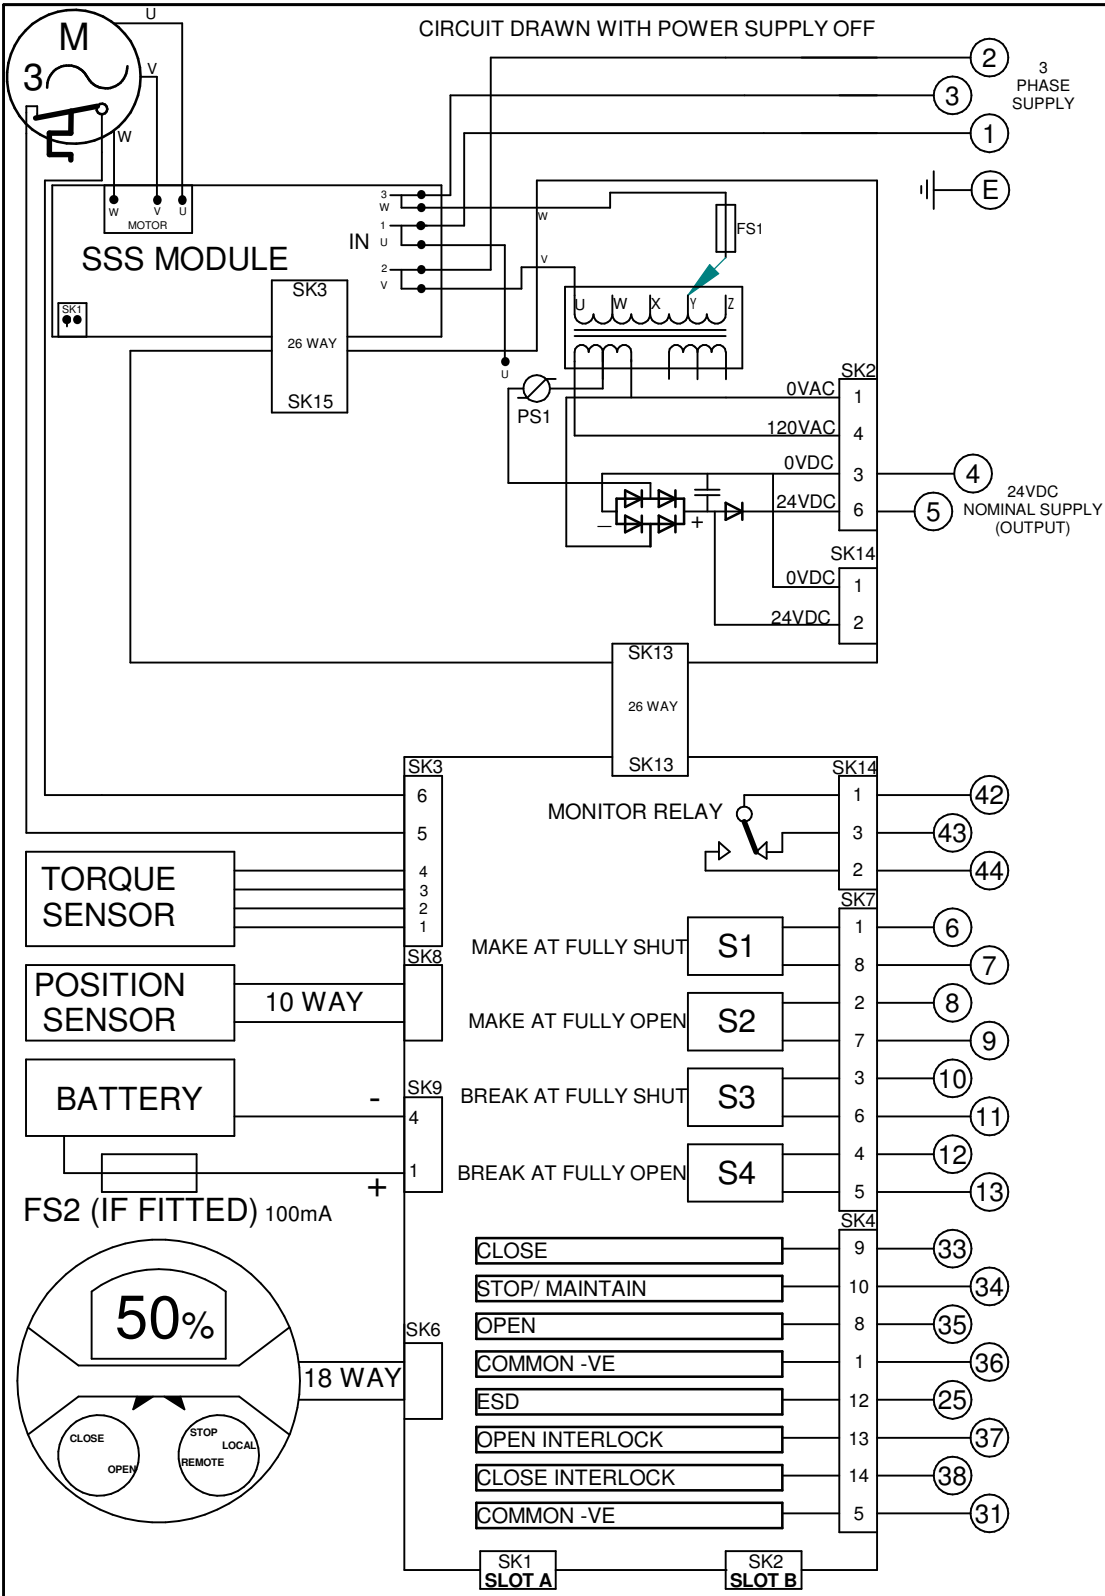 CIRCUIT DRAWN WITH POWER SUPPLY OFF
U
M
3
V
W
2
3
1
3
PHASE
SUPPLY
E
W
V
U
MOTOR
SSS MODULE
IN
3
W
1
U
2
V
W
V
FS1
SK1
SK3
26 WAY
SK15
U
U
W
X
Y
Z
PS1
SK2
0VAC
1
120VAC
4
0VDC
3
4
24VDC
6
5
24VDC
NOMINAL SUPPLY
(OUTPUT)
−
+
SK14
0VDC
1
24VDC
2
SK13
26 WAY
SK13
SK3
6
5
4
3
2
1
TORQUE
SENSOR
SK8
POSITION
SENSOR
10 WAY
BATTERY
-
SK9
4
1
+
FS2 (IF FITTED) 100mA
50%
SK6
18 WAY
CLOSE
OPEN
STOP
LOCAL
REMOTE
MONITOR RELAY
SK14
1
42
3
43
2
44
SK7
MAKE AT FULLY SHUT
S1
1
6
8
7
MAKE AT FULLY OPEN
S2
2
8
7
9
BREAK AT FULLY SHUT
S3
3
10
6
11
BREAK AT FULLY OPEN
S4
4
12
5
13
SK4
CLOSE
9
33
STOP/ MAINTAIN
10
34
OPEN
8
35
COMMON -VE
1
36
ESD
12
25
OPEN INTERLOCK
13
37
CLOSE INTERLOCK
14
38
COMMON -VE
5
31
SK1
SLOT A
SK2
SLOT B